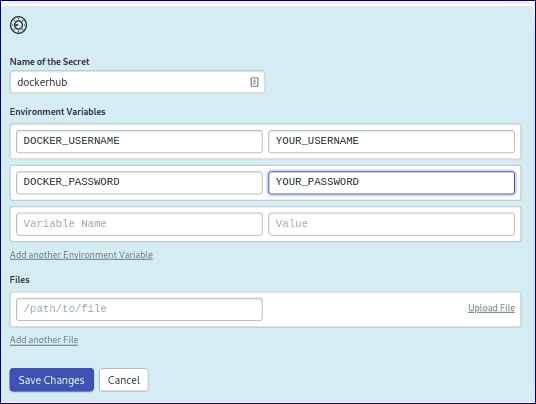 Name of the Secret
dockerhub
Environment Variables
DOCKER_USERNAME YOUR_USERNAME
DOCKER_PASSWORD YOUR_PASSWORD
Variable Name Value
Add another Environment Variable
Files
/path/to/file Upload File
Add another File
Save Changes Cancel